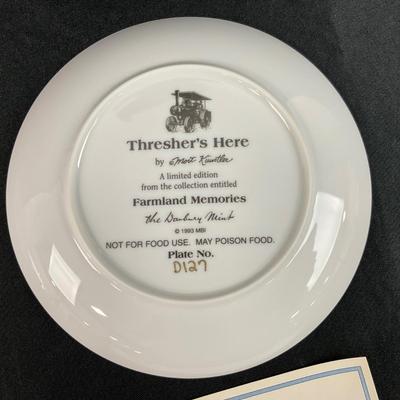 Thresher's Here
by Mort Künstler
A limited edition
from the collection entitled
Farmland Memories
the Danbury Mint
© 1993 MBI
NOT FOR FOOD USE. MAY POISON FOOD.
Plate No.
D127